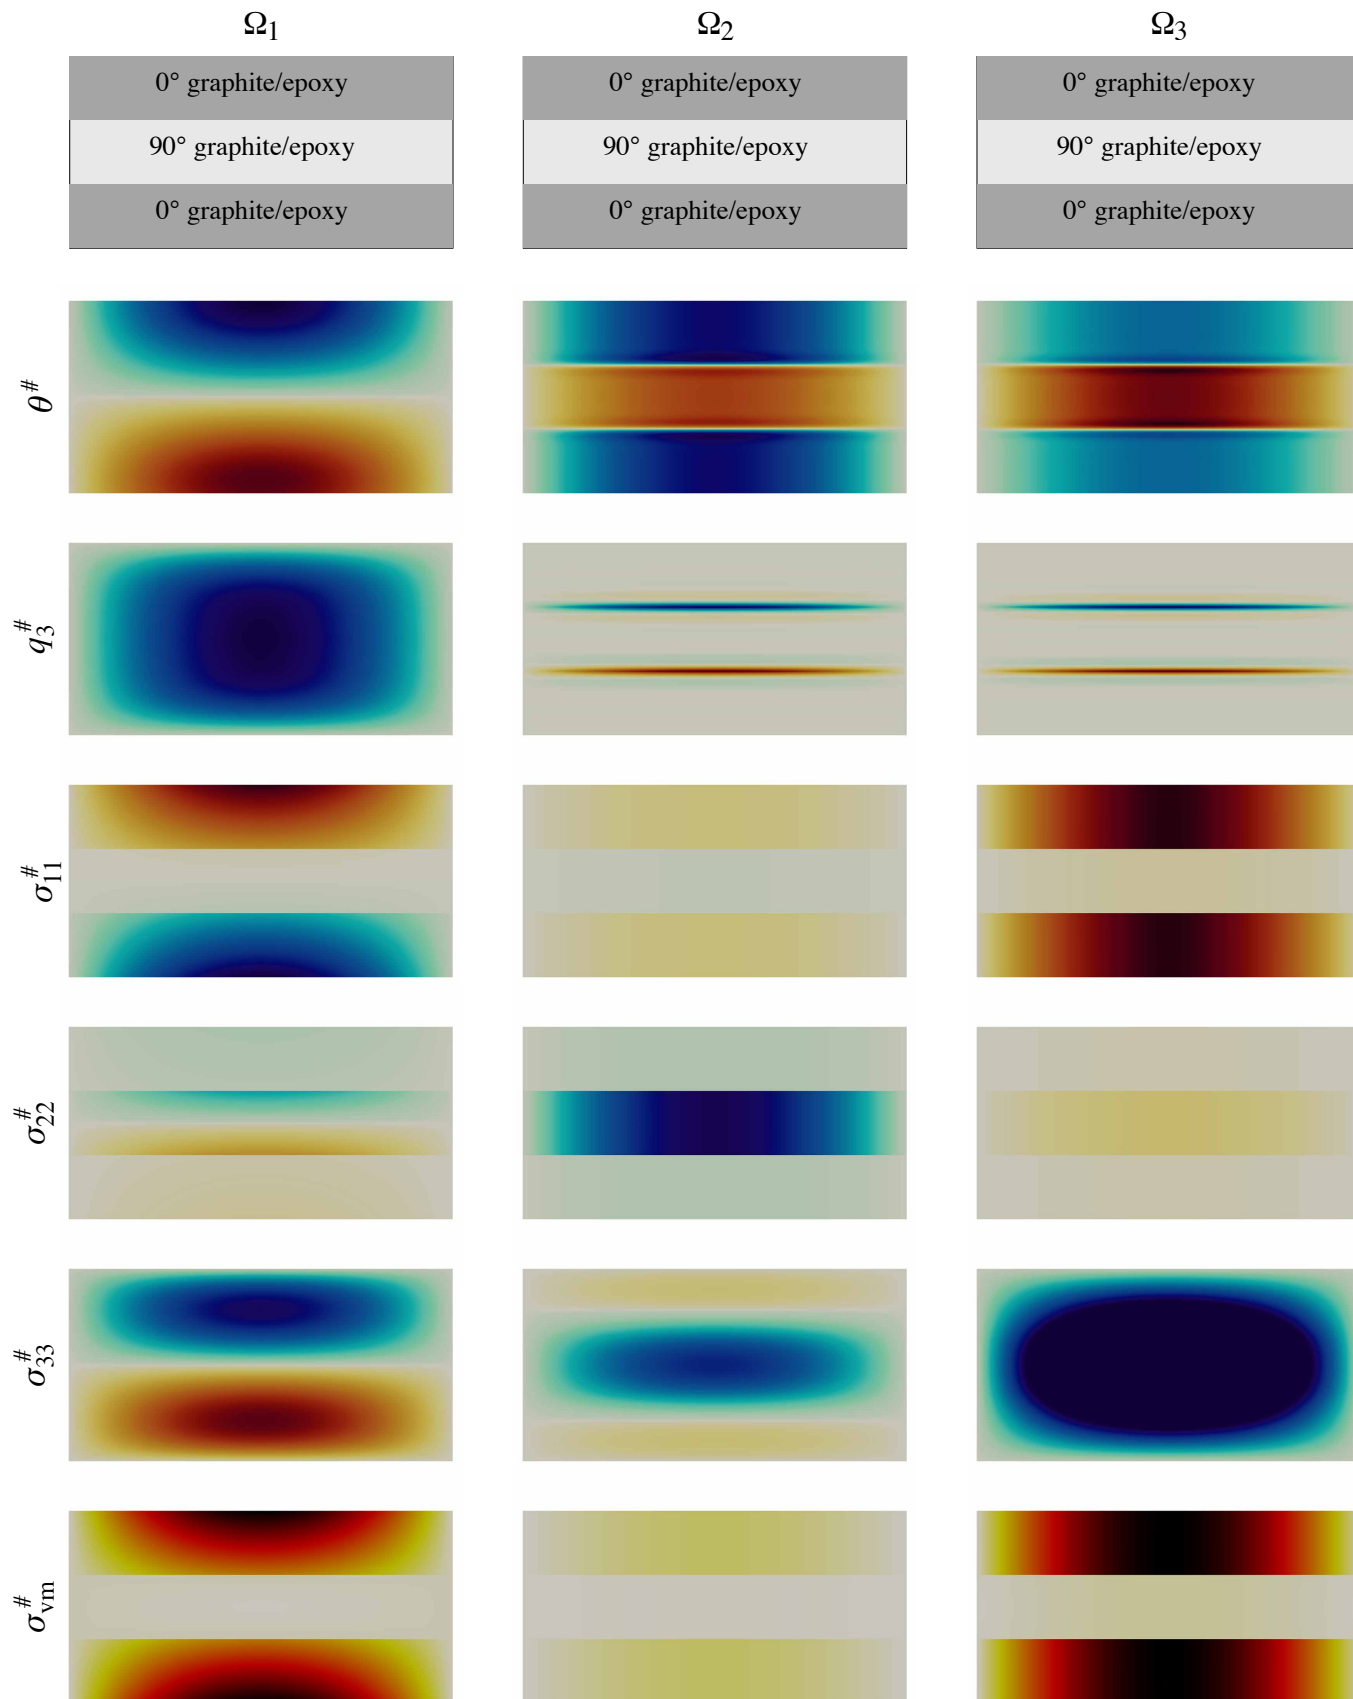 Ω₁ Ω₂ Ω₃
0° graphite/epoxy 0° graphite/epoxy 0° graphite/epoxy
90° graphite/epoxy 90° graphite/epoxy 90° graphite/epoxy
0° graphite/epoxy 0° graphite/epoxy 0° graphite/epoxy
θ^#
q₃^#
σ₁₁^#
σ₂₂^#
σ₃₃^#
σ_vm^#